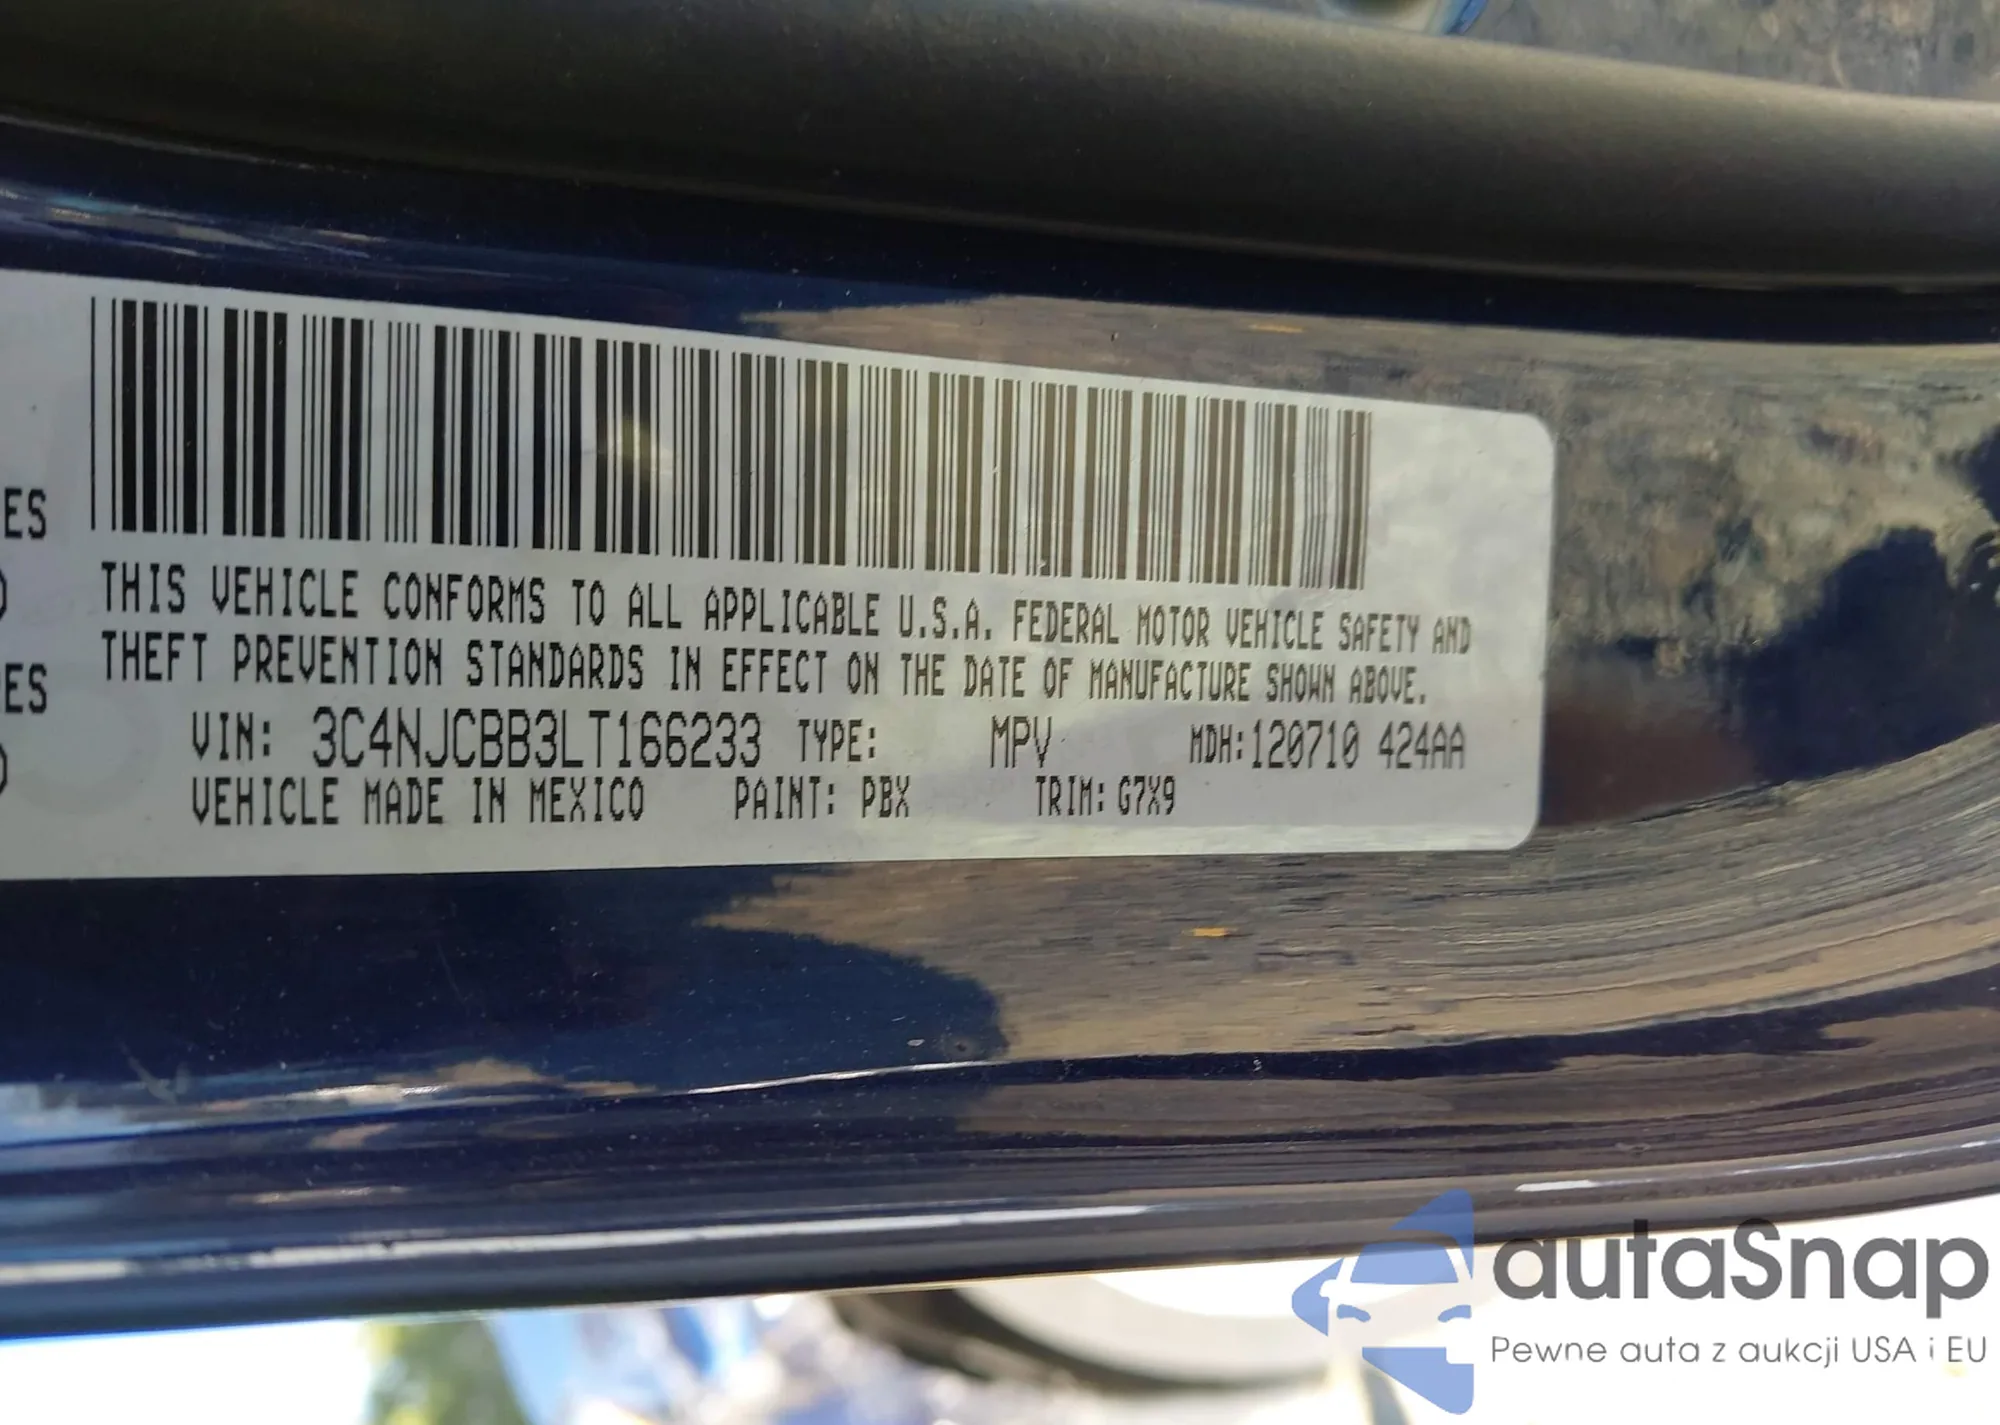 ES
THIS VEHICLE CONFORMS TO ALL APPLICABLE U.S.A. FEDERAL MOTOR VEHICLE SAFETY AND
THEFT PREVENTION STANDARDS IN EFFECT ON THE DATE OF MANUFACTURE SHOWN ABOVE.
ES
VIN: 3C4NJCBB3LT166233 TYPE: MPV MDH:120710 424AA
VEHICLE MADE IN MEXICO PAINT: PBX TRIM: G7X9
autaSnap
Pewne auta z aukcji USA i EU